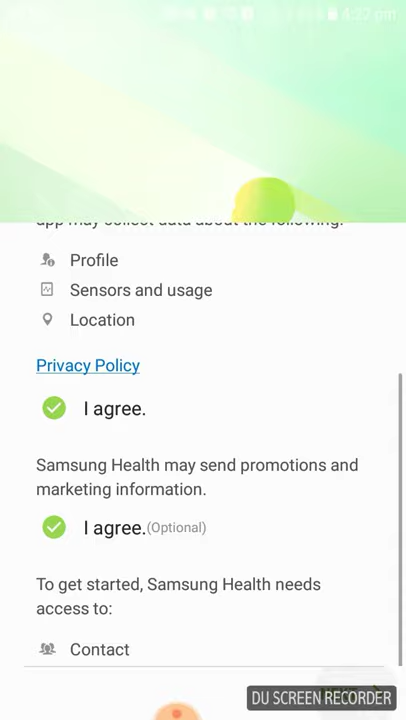 4:27 pm
app may collect data about the following:
Profile
Sensors and usage
Location
Privacy Policy
I agree.
Samsung Health may send promotions and
marketing information.
I agree.(Optional)
To get started, Samsung Health needs
access to:
Contact
DU SCREEN RECORDER